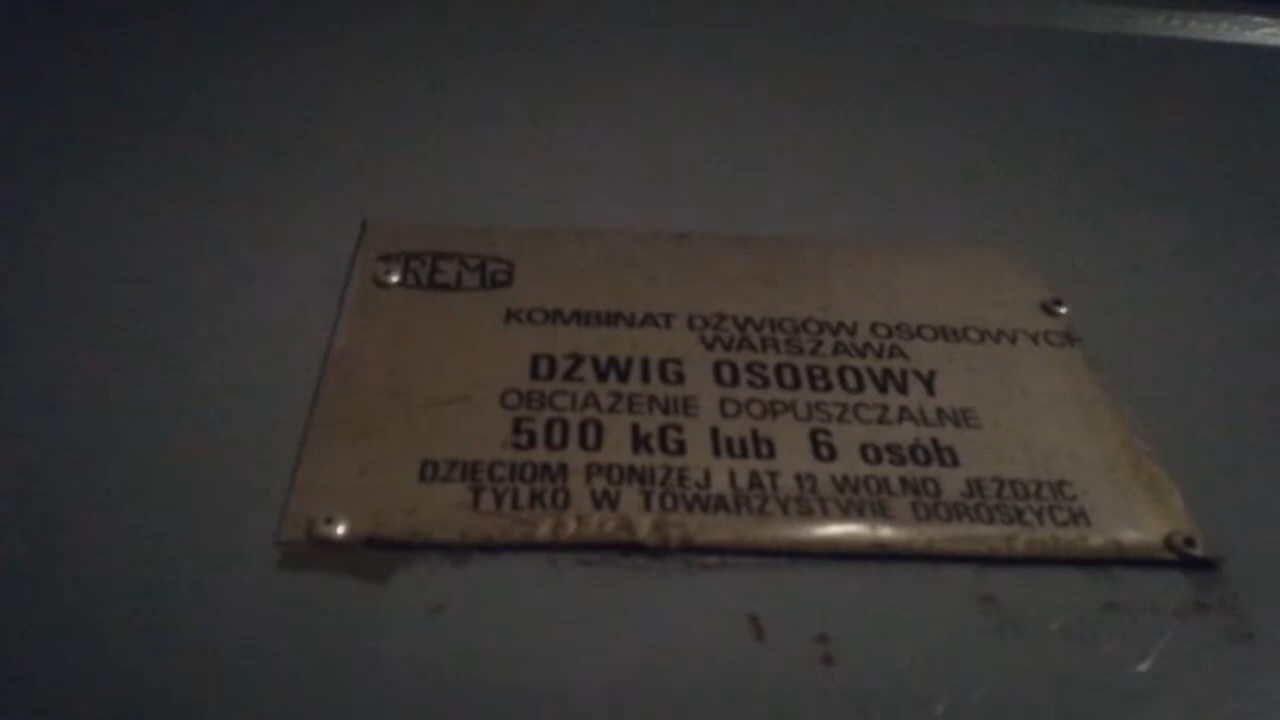 KOMBINAT DŹWIGÓW OSOBOWYCH
WARSZAWA
DŹWIG OSOBOWY
OBCIĄŻENIE DOPUSZCZALNE
500 kG lub 6 osób
DZIECIOM PONIŻEJ LAT 12 WOLNO JEŹDZIĆ
TYLKO W TOWARZYSTWIE DOROSŁYCH